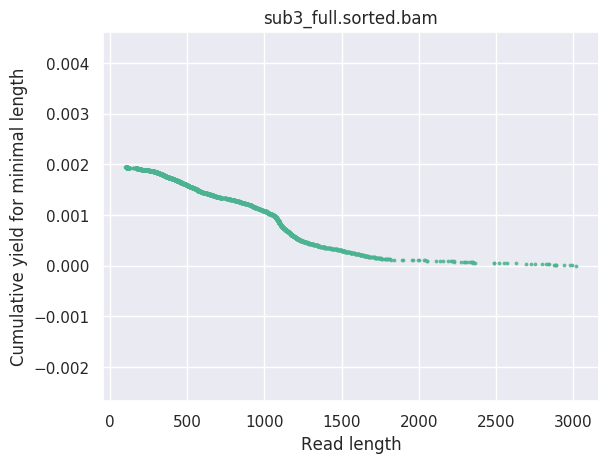 sub3_full.sorted.bam
Cumulative yield for minimal length
0.004
0.003
0.002
0.001
0.000
−0.001
−0.002
0 500 1000 1500 2000 2500 3000
Read length